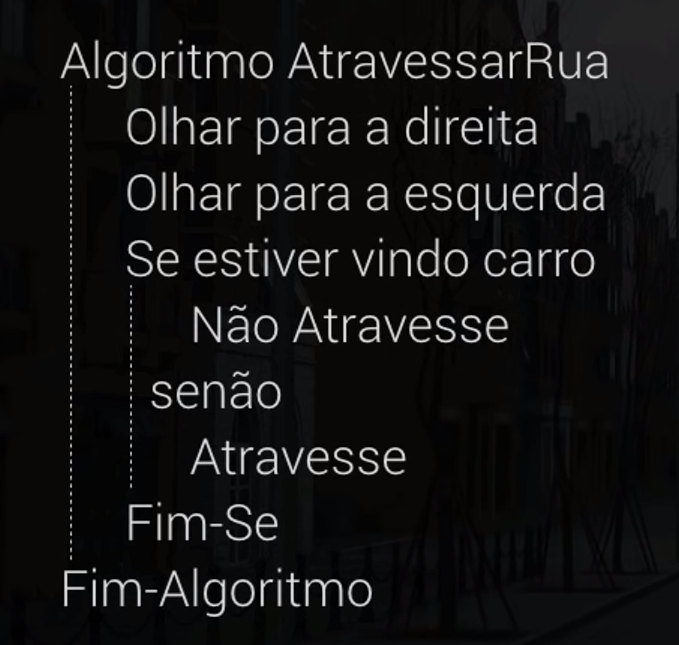 Algoritmo AtravessarRua
Olhar para a direita
Olhar para a esquerda
Se estiver vindo carro
Não Atravesse
senão
Atravesse
Fim-Se
Fim-Algoritmo